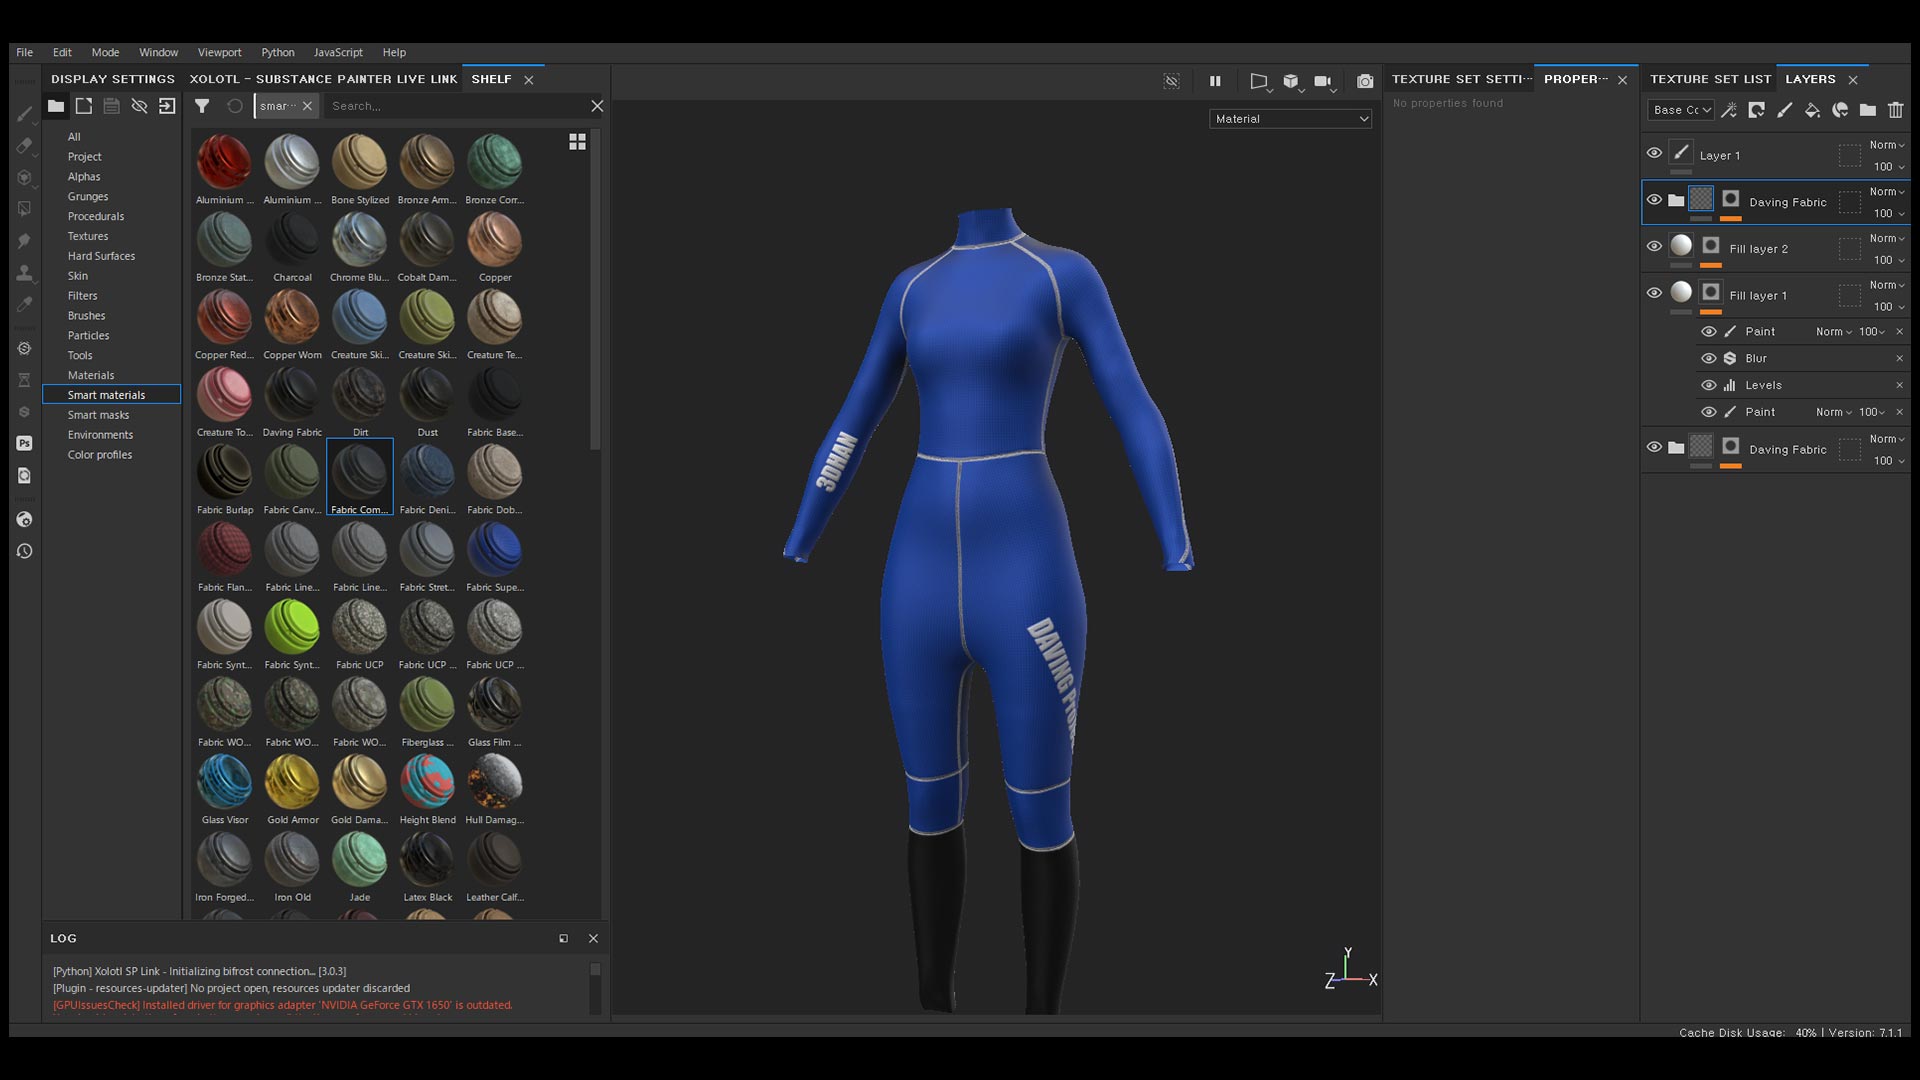 File Edit Mode Window Viewport Python JavaScript Help
DISPLAY SETTINGS XOLOTL - SUBSTANCE PAINTER LIVE LINK SHELF
TEXTURE SET SETTI··· PROPER···
TEXTURE SET LIST LAYERS
smar··· Search...
All
Project
Alphas
Grunges
Procedurals
Textures
Hard Surfaces
Skin
Filters
Brushes
Particles
Tools
Materials
Smart materials
Smart masks
Environments
Color profiles
Ps
Aluminium ... Aluminium ... Bone Stylized Bronze Arm... Bronze Corr...
Bronze Stat... Charcoal Chrome Blu... Cobalt Dam... Copper
Copper Red... Copper Worn Creature Ski... Creature Ski... Creature Te...
Creature To... Daving Fabric Dirt Dust Fabric Base...
Fabric Burlap Fabric Canv... Fabric Com... Fabric Deni... Fabric Dob...
Fabric Flan... Fabric Line... Fabric Line... Fabric Stret... Fabric Supe...
Fabric Synt... Fabric Synt... Fabric UCP Fabric UCP ... Fabric UCP ...
Fabric WO... Fabric WO... Fabric WO... Fiberglass ... Glass Film ...
Glass Visor Gold Armor Gold Dama... Height Blend Hull Damag...
Iron Forged... Iron Old Jade Latex Black Leather Calf...
LOG
[Python] Xolotl SP Link - Initializing bifrost connection... [3.0.3]
[Plugin - resources-updater] No project open, resources updater discarded
[GPUIssuesCheck] Installed driver for graphics adapter 'NVIDIA GeForce GTX 1650' is outdated.
Material
3DHAN
DAVING
Y
Z X
No properties found
Base Cc
Layer 1 Norm 100
Daving Fabric Norm 100
Fill layer 2 Norm 100
Fill layer 1 Norm 100
Paint Norm 100
Blur
Levels
Paint Norm 100
Daving Fabric Norm 100
Cache Disk Usage: 40% | Version: 7.1.1